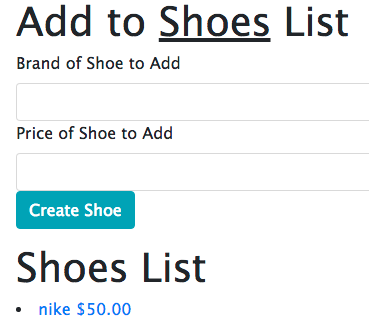 Add to Shoes List
Brand of Shoe to Add
Price of Shoe to Add
Create Shoe
Shoes List
• nike $50.00